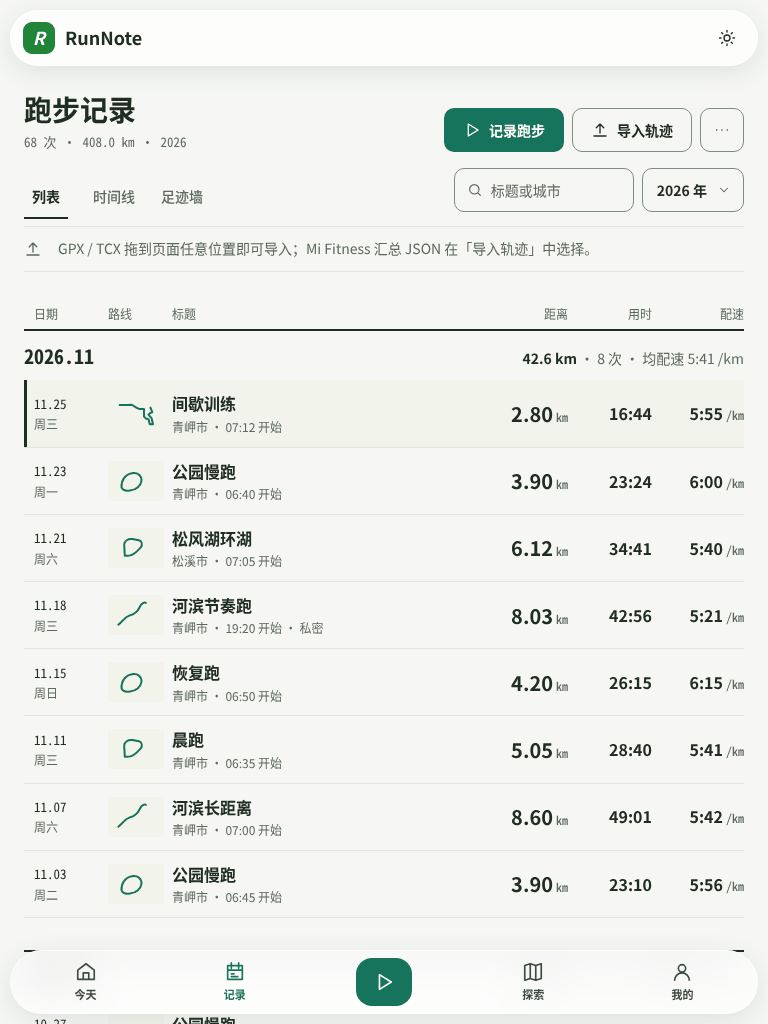 R RunNote
跑步记录
68 次 · 408.0 km · 2026
记录跑步
导入轨迹
···
列表 时间线 足迹墙
标题或城市
2026 年
GPX / TCX 拖到页面任意位置即可导入；Mi Fitness 汇总 JSON 在「导入轨迹」中选择。
日期 路线 标题 距离 用时 配速
2026.11 42.6 km · 8 次 · 均配速 5:41 /km
11.25 间歇训练 2.80 km 16:44 5:55 /km
周三 青岬市 · 07:12 开始
11.23 公园慢跑 3.90 km 23:24 6:00 /km
周一 青岬市 · 06:40 开始
11.21 松风湖环湖 6.12 km 34:41 5:40 /km
周六 松溪市 · 07:05 开始
11.18 河滨节奏跑 8.03 km 42:56 5:21 /km
周三 青岬市 · 19:20 开始 · 私密
11.15 恢复跑 4.20 km 26:15 6:15 /km
周日 青岬市 · 06:50 开始
11.11 晨跑 5.05 km 28:40 5:41 /km
周三 青岬市 · 06:35 开始
11.07 河滨长距离 8.60 km 49:01 5:42 /km
周六 青岬市 · 07:00 开始
11.03 公园慢跑 3.90 km 23:10 5:56 /km
周二 青岬市 · 06:45 开始
今天 记录 探索 我的
10.27 公园慢跑